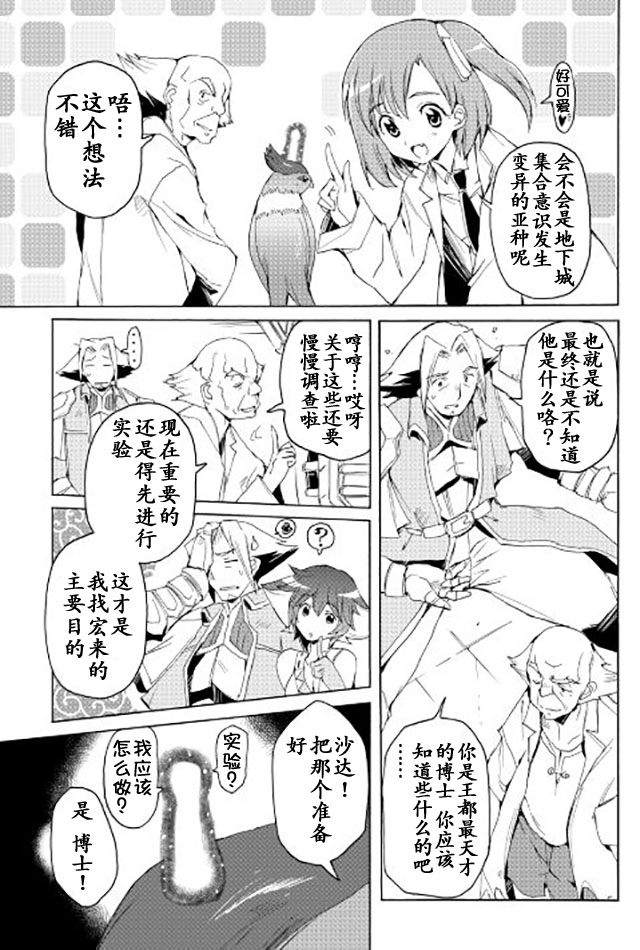 好可爱♥
会不会是地下城
集合意识发生
变异的亚种呢
唔…
这个想法
不错
也就是说
最终还是不知道
他是什么咯？
你是王都最天才
的博士 你应该
知道些什么的吧
……
哼哼…哎呀
关于这些还要
慢慢调查啦
…
现在重要的
还是得先进行
实验
？
这才是
我找宏来的
主要目的
沙达！
把那个准备
好
实验？
我应该
怎么做？
是 博士！